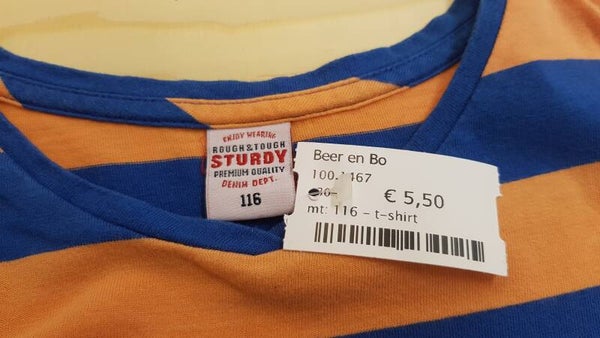 ENJOY WEARING
ROUGH & TOUGH
STURDY
PREMIUM QUALITY
DENIM DEPT.
116
Beer en Bo
€ 5,50
mt: 116 - t-shirt